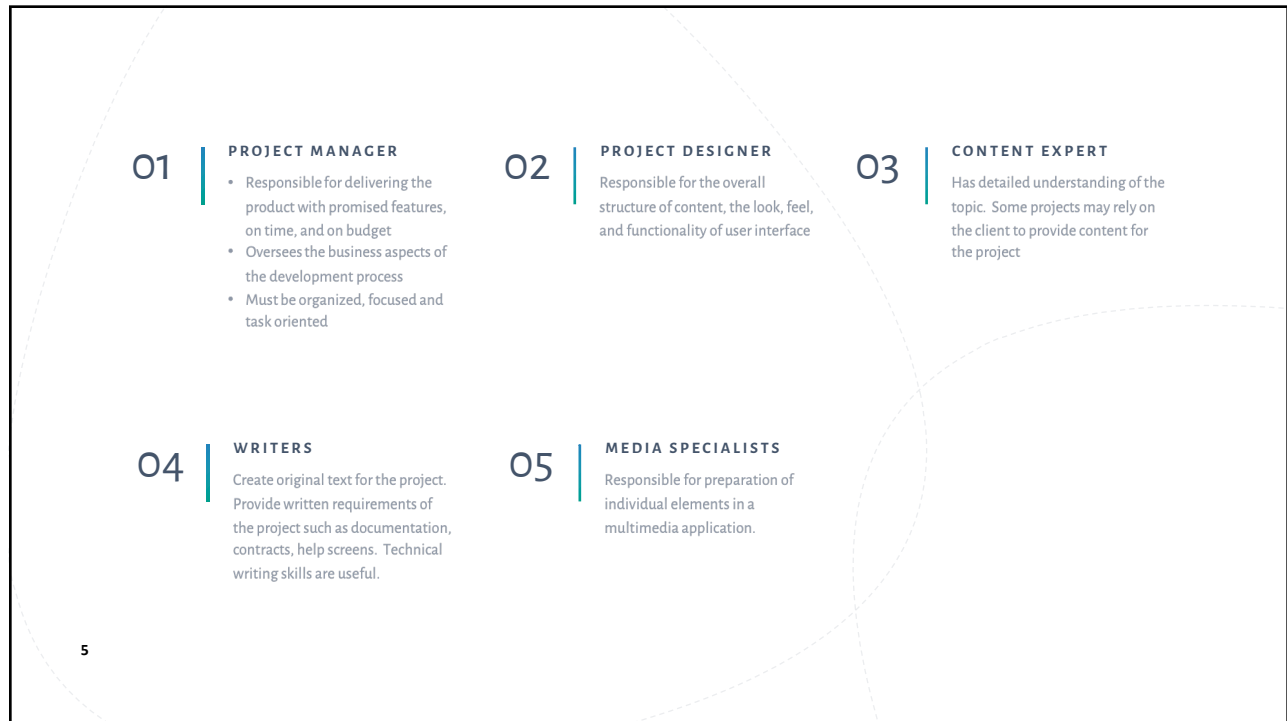 01
PROJECT MANAGER
• Responsible for delivering the
product with promised features,
on time, and on budget
• Oversees the business aspects of
the development process
• Must be organized, focused and
task oriented
02
PROJECT DESIGNER
Responsible for the overall
structure of content, the look, feel,
and functionality of user interface
03
CONTENT EXPERT
Has detailed understanding of the
topic.  Some projects may rely on
the client to provide content for
the project
04
WRITERS
Create original text for the project.
Provide written requirements of
the project such as documentation,
contracts, help screens.  Technical
writing skills are useful.
05
MEDIA SPECIALISTS
Responsible for preparation of
individual elements in a
multimedia application.
5